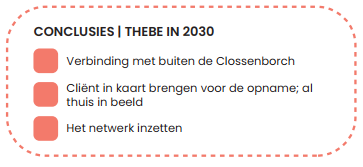 CONCLUSIES | THEBE IN 2030
Verbinding met buiten de Clossenborch
Cliënt in kaart brengen voor de opname; al
thuis in beeld
Het netwerk inzetten